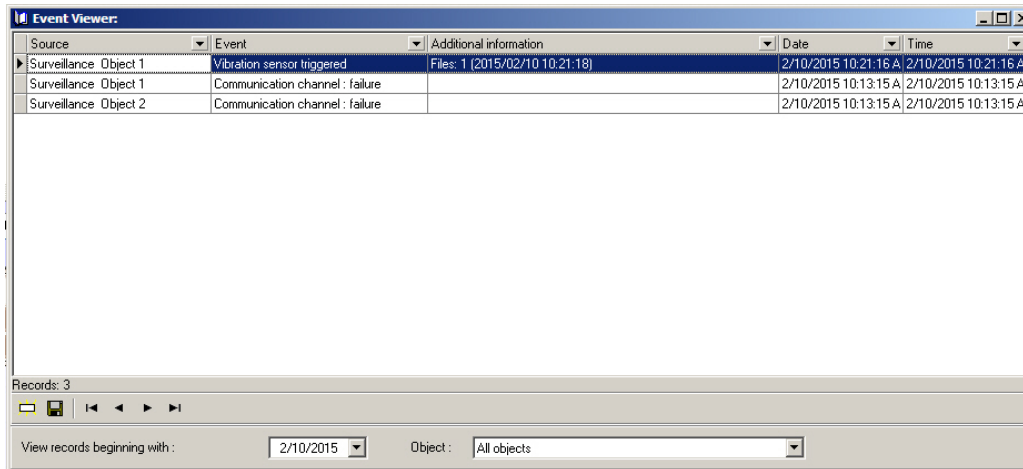 Event Viewer:
Source Event Additional information Date Time
Surveillance Object 1 Vibration sensor triggered Files: 1 (2015/02/10 10:21:18) 2/10/2015 10:21:16 A 2/10/2015 10:21:16 A
Surveillance Object 1 Communication channel : failure 2/10/2015 10:13:15 A 2/10/2015 10:13:15 A
Surveillance Object 2 Communication channel : failure 2/10/2015 10:13:15 A 2/10/2015 10:13:15 A
Records: 3
View records beginning with : 2/10/2015 Object : All objects